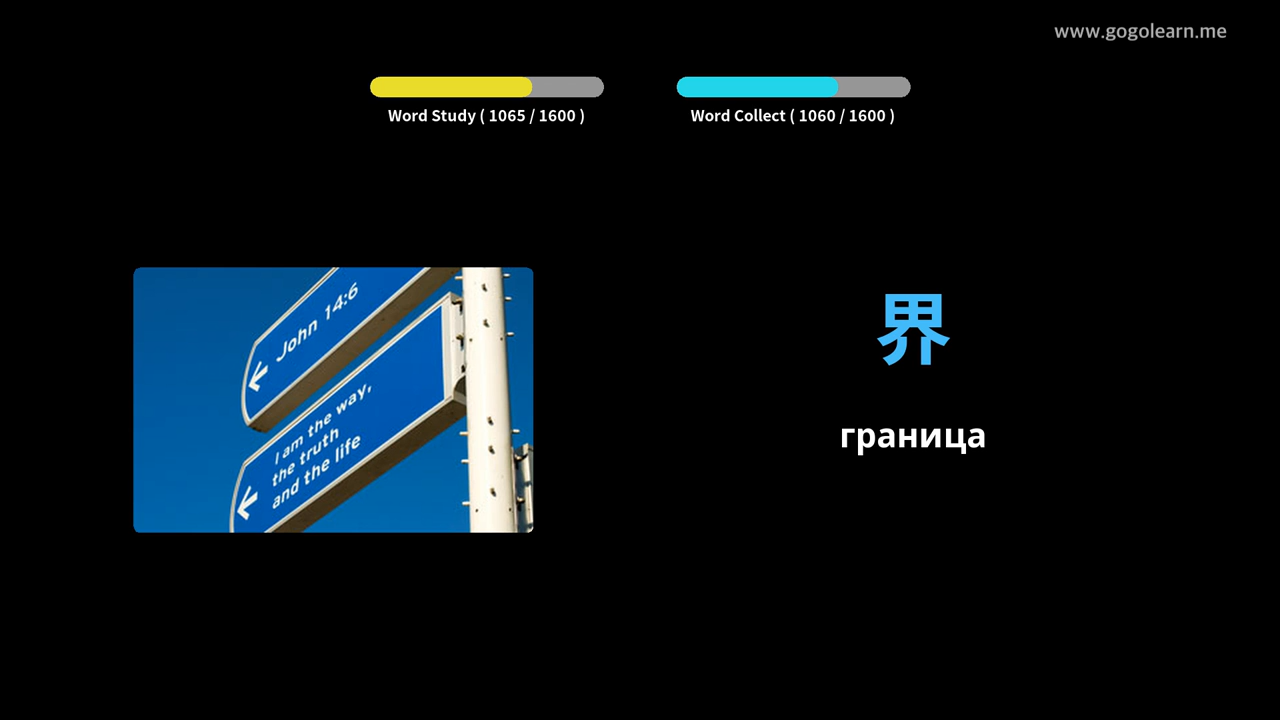 www.gogolearn.me
Word Study ( 1065 / 1600 )
Word Collect ( 1060 / 1600 )
John 14:6
I am the way,
the truth
and the life
界
граница